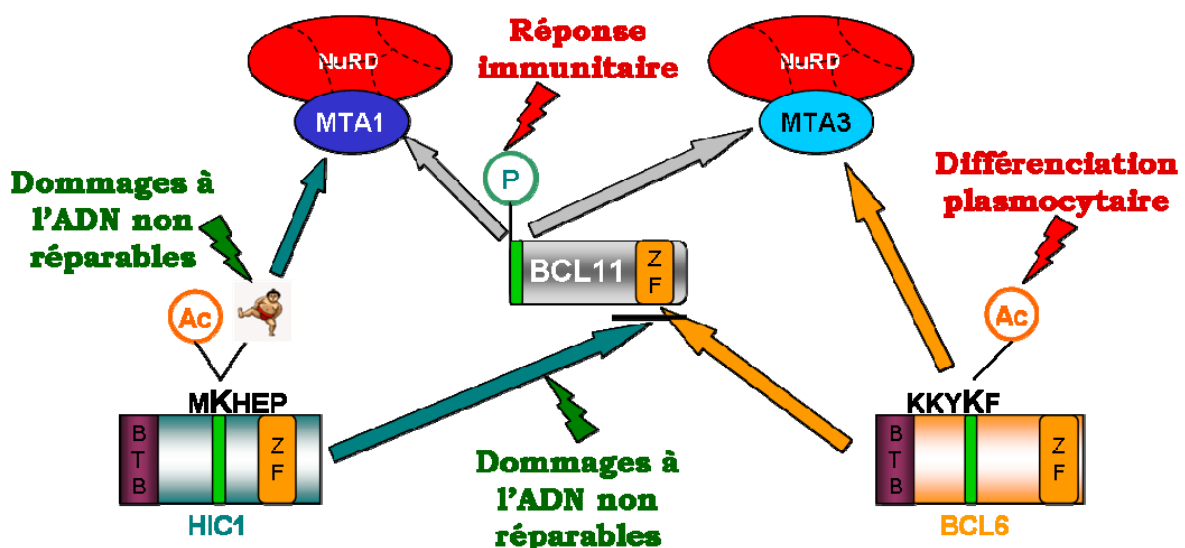 NuRD
MTA1
Réponse
immunitaire
NuRD
MTA3
P
Dommages à
l'ADN non
réparables
Différenciation
plasmocytaire
BCL11
Z
F
Ac
Ac
MKHEP
KKYKF
B
T
B
Z
F
HIC1
Dommages à
l'ADN non
réparables
B
T
B
Z
F
BCL6